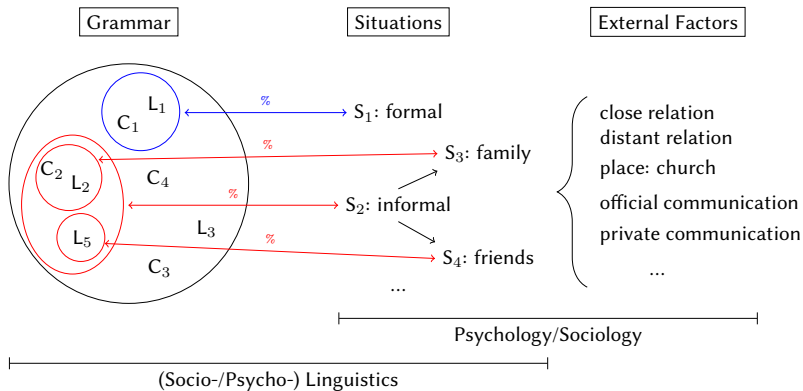 Grammar
Situations
External Factors
L₁
C₁
%
S₁: formal
close relation
distant relation
%
S₃: family
place: church
C₂
L₂
C₄
%
S₂: informal
official communication
L₅
L₃
%
private communication
C₃
S₄: friends
...
...
Psychology/Sociology
(Socio-/Psycho-) Linguistics